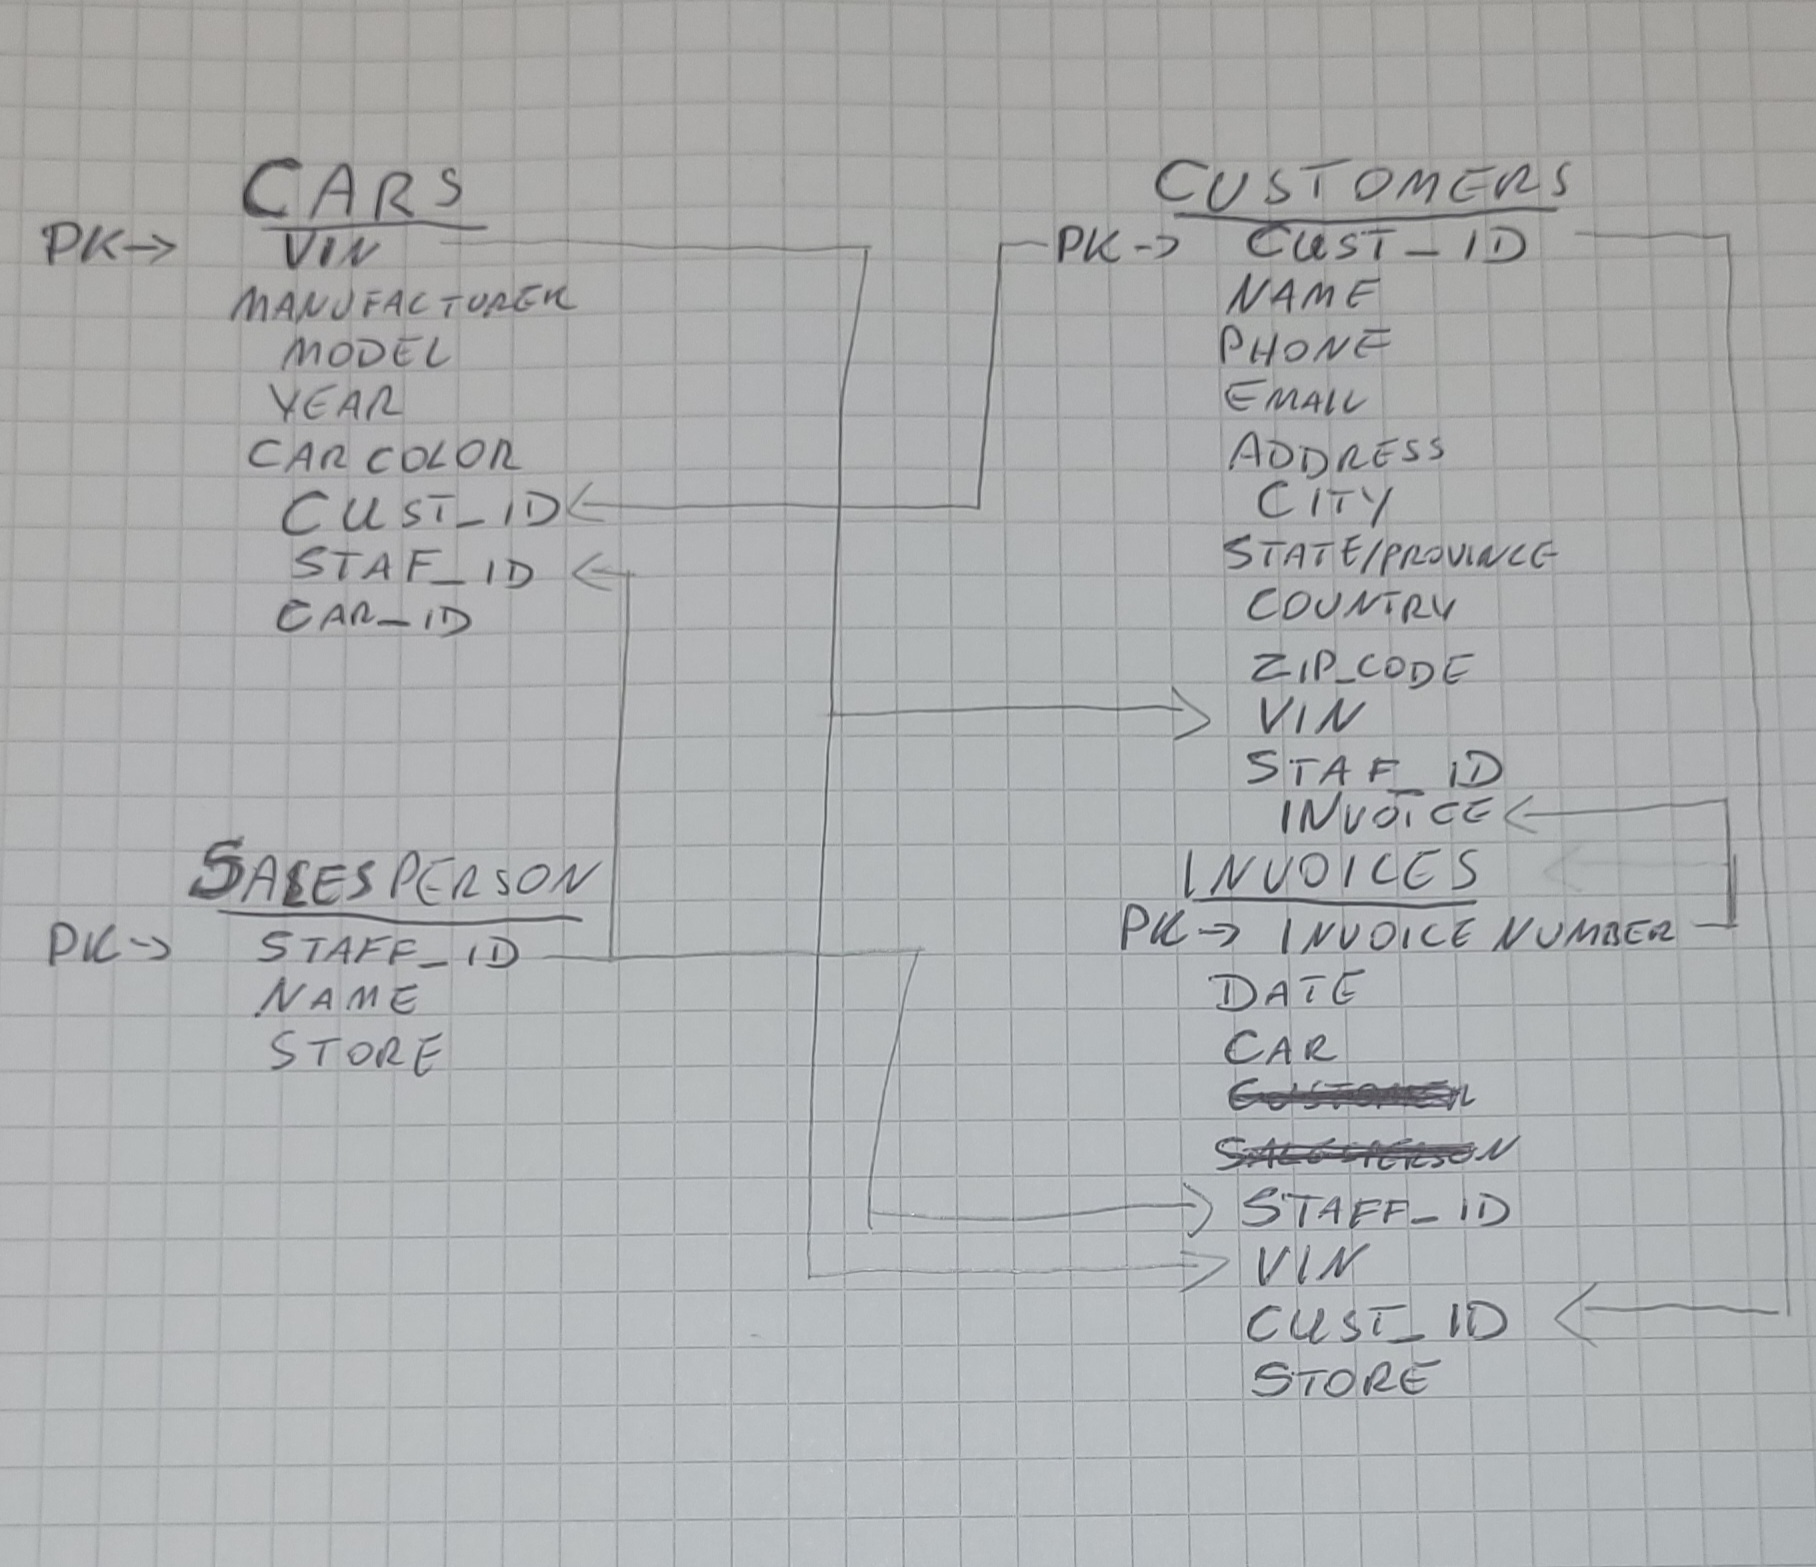 CARS
PK-> VIN
MANUFACTURER
MODEL
YEAR
CAR COLOR
CUST_ID
STAF_ID
CAR_ID
SALESPERSON
PK-> STAFF_ID
NAME
STORE
CUSTOMERS
PK-> CUST_ID
NAME
PHONE
EMAIL
ADDRESS
CITY
STATE/PROVINCE
COUNTRY
ZIP_CODE
VIN
STAF_ID
INVOICE
INVOICES
PK-> INVOICE NUMBER
DATE
CAR
CUSTOMER
SALESPERSON
STAFF_ID
VIN
CUST_ID
STORE